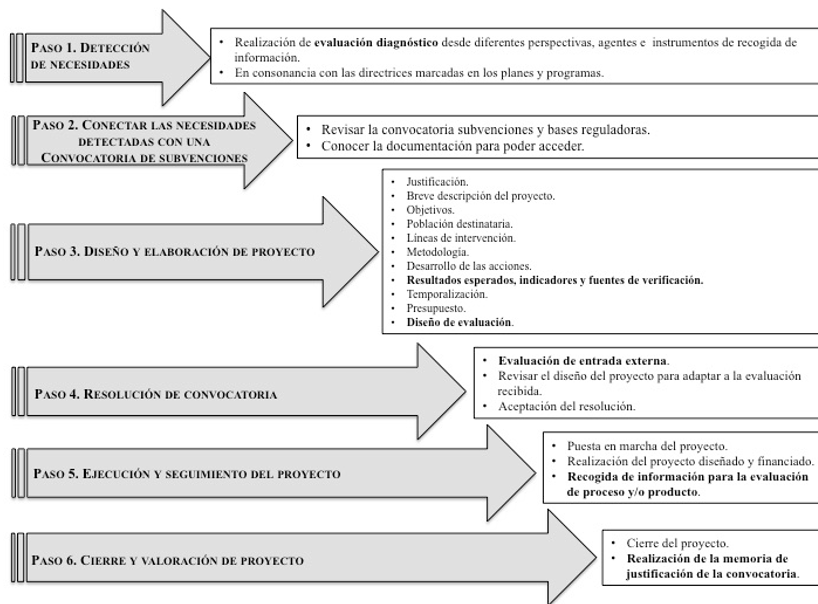 PASO 1. DETECCIÓN
DE NECESIDADES
• Realización de evaluación diagnóstico desde diferentes perspectivas, agentes e instrumentos de recogida de
información.
• En consonancia con las directrices marcadas en los planes y programas.
PASO 2. CONECTAR LAS NECESIDADES
DETECTADAS CON UNA
CONVOCATORIA DE SUBVENCIONES
• Revisar la convocatoria subvenciones y bases reguladoras.
• Conocer la documentación para poder acceder.
PASO 3. DISEÑO Y ELABORACIÓN DE PROYECTO
• Justificación.
• Breve descripción del proyecto.
• Objetivos.
• Población destinataria.
• Líneas de intervención.
• Metodología.
• Desarrollo de las acciones.
• Resultados esperados, indicadores y fuentes de verificación.
• Temporalización.
• Presupuesto.
• Diseño de evaluación.
PASO 4. RESOLUCIÓN DE CONVOCATORIA
• Evaluación de entrada externa.
• Revisar el diseño del proyecto para adaptar a la evaluación
recibida.
• Aceptación del resolución.
PASO 5. EJECUCIÓN Y SEGUIMIENTO DEL PROYECTO
• Puesta en marcha del proyecto.
• Realización del proyecto diseñado y financiado.
• Recogida de información para la evaluación
de proceso y/o producto.
PASO 6. CIERRE Y VALORACIÓN DE PROYECTO
• Cierre del proyecto.
• Realización de la memoria de
justificación de la convocatoria.